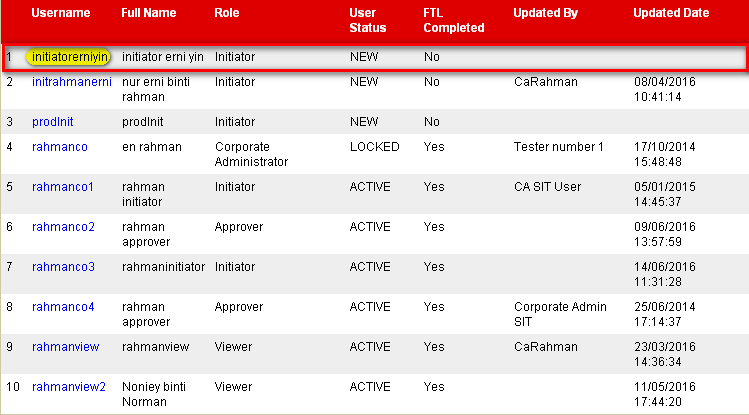 Username Full Name Role User Status FTL Completed Updated By Updated Date
1 initiatorerniyin initiator erni yin Initiator NEW No
2 initrahmanerni nur erni binti rahman Initiator NEW No CaRahman 08/04/2016 10:41:14
3 prodInit prodInit Initiator NEW No
4 rahmanco en rahman Corporate Administrator LOCKED Yes Tester number 1 17/10/2014 15:48:48
5 rahmanco1 rahman initiator Initiator ACTIVE Yes CA SIT User 05/01/2015 14:45:37
6 rahmanco2 rahman approver Approver ACTIVE Yes 09/06/2016 13:57:59
7 rahmanco3 rahmaninitiator Initiator ACTIVE Yes 14/06/2016 11:31:28
8 rahmanco4 rahman approver Approver ACTIVE Yes Corporate Admin SIT 25/06/2014 17:14:37
9 rahmanview rahmanview Viewer ACTIVE Yes CaRahman 23/03/2016 14:36:34
10 rahmanview2 Noniey binti Norman Viewer ACTIVE Yes 11/05/2016 17:44:20